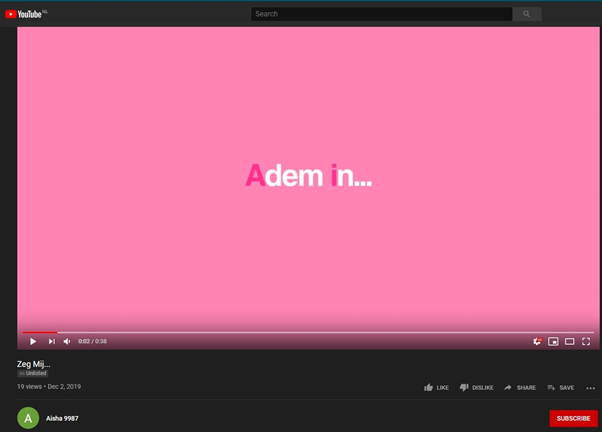 YouTube NL
Search
Adem in...
0:02 / 0:38
Zeg Mij...
Unlisted
19 views • Dec 2, 2019
LIKE
DISLIKE
SHARE
SAVE
A
Aisha 9987
SUBSCRIBE